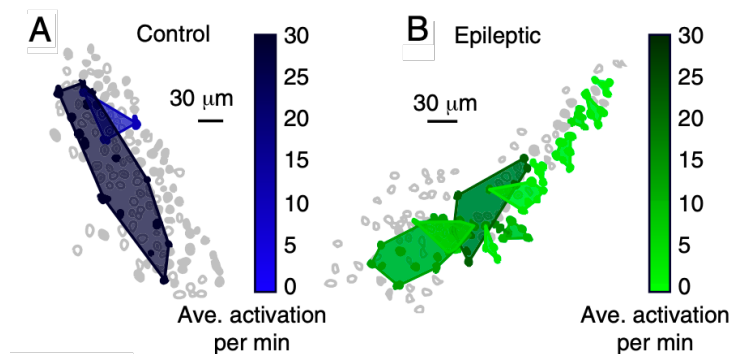 A
Control
30
25
20
15
10
5
0
30 μm
Ave. activation
per min
B
Epileptic
30
25
20
15
10
5
0
30 μm
Ave. activation
per min